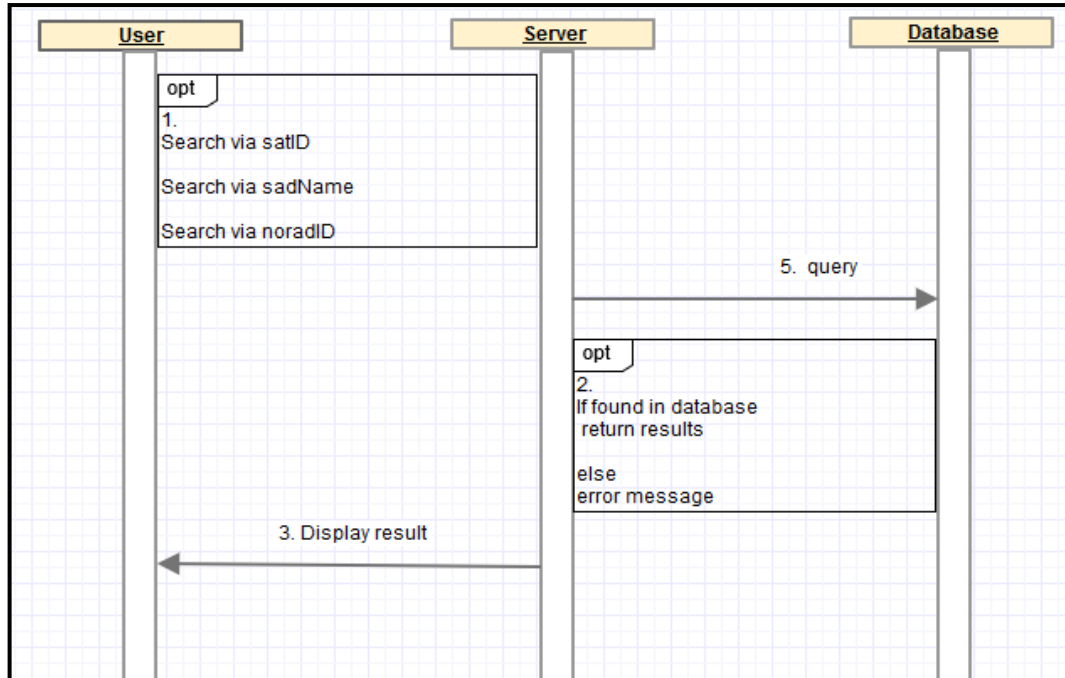 User
Server
Database
opt
1.
Search via satID
Search via sadName
Search via noradID
5. query
opt
2.
If found in database
return results
else
error message
3. Display result